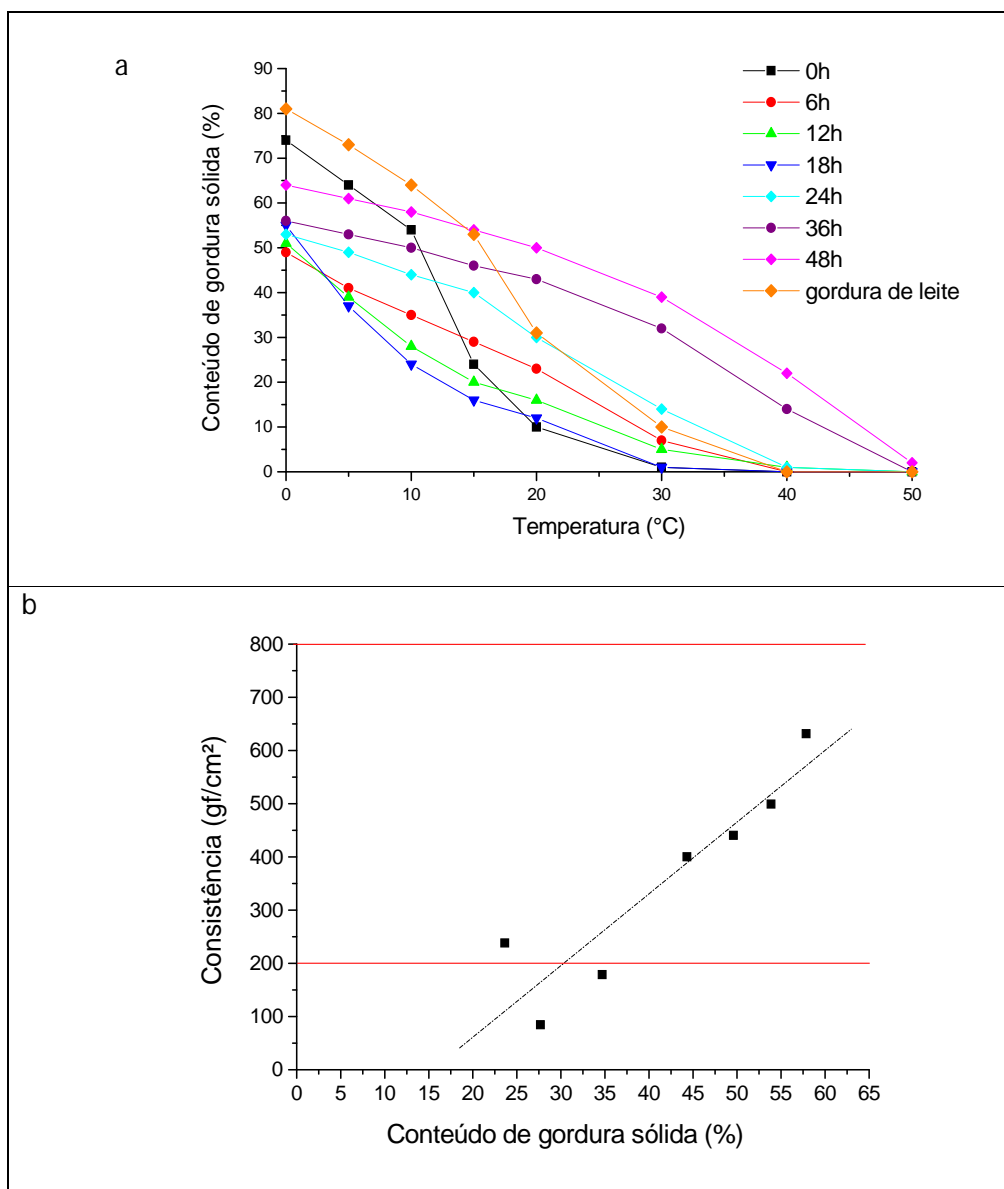 a
90
80
70
60
50
40
30
20
10
0
Conteúdo de gordura sólida (%)
0 10 20 30 40 50
Temperatura (°C)
0h
6h
12h
18h
24h
36h
48h
gordura de leite
b
800
700
600
500
400
300
200
100
0
Consistência (gf/cm²)
0 5 10 15 20 25 30 35 40 45 50 55 60 65
Conteúdo de gordura sólida (%)